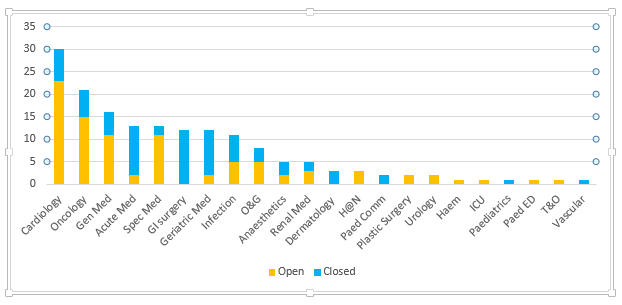 35
30
25
20
15
10
5
0
Cardiology
Oncology
Gen Med
Acute Med
Spec Med
GI surgery
Geriatric Med
Infection
O&G
Anaesthetics
Renal Med
Dermatology
H@N
Paed Comm
Plastic Surgery
Urology
Haem
ICU
Paediatrics
Paed ED
T&O
Vascular
Open Closed